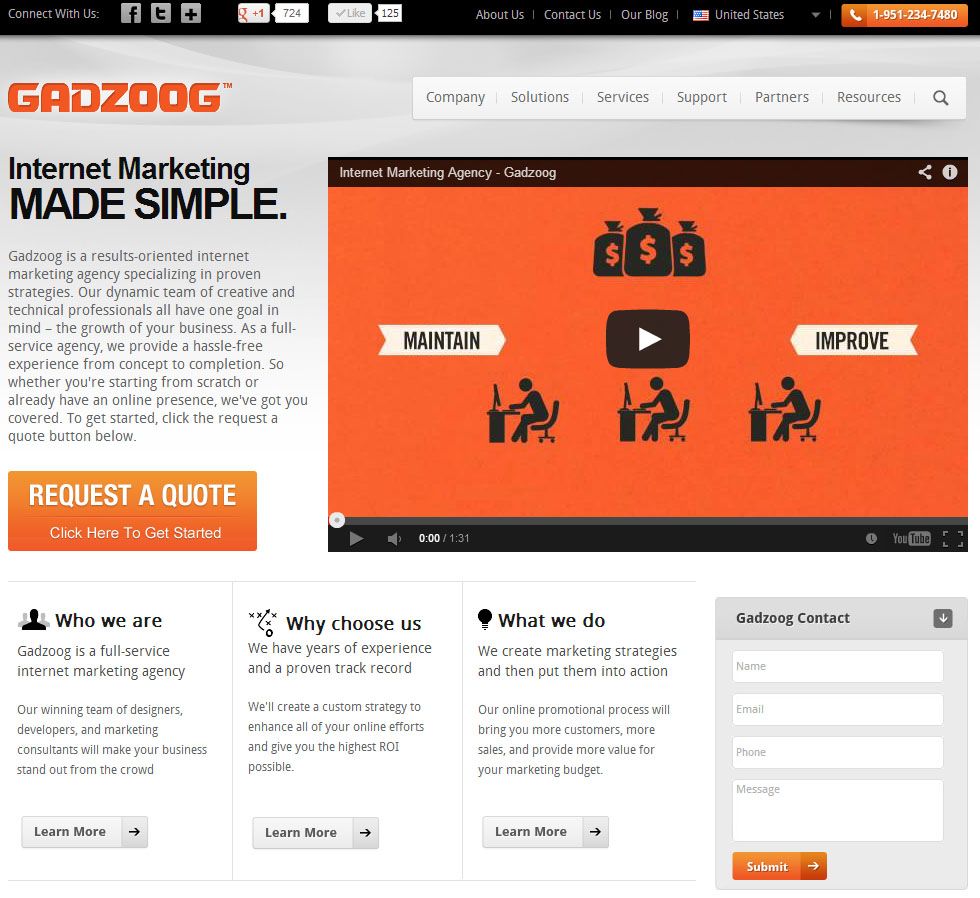 Connect With Us:
+1
724
Like
125
About Us
Contact Us
Our Blog
United States
1-951-234-7480
GADZOOG™
Company
Solutions
Services
Support
Partners
Resources
Internet Marketing
MADE SIMPLE.
Gadzoog is a results-oriented internet
marketing agency specializing in proven
strategies. Our dynamic team of creative and
technical professionals all have one goal in
mind – the growth of your business. As a full-
service agency, we provide a hassle-free
experience from concept to completion. So
whether you're starting from scratch or
already have an online presence, we've got you
covered. To get started, click the request a
quote button below.
REQUEST A QUOTE
Click Here To Get Started
Internet Marketing Agency - Gadzoog
$ $ $
MAINTAIN
IMPROVE
0:00 / 1:31
YouTube
Who we are
Gadzoog is a full-service
internet marketing agency
Our winning team of designers,
developers, and marketing
consultants will make your business
stand out from the crowd
Learn More
Why choose us
We have years of experience
and a proven track record
We'll create a custom strategy to
enhance all of your online efforts
and give you the highest ROI
possible.
Learn More
What we do
We create marketing strategies
and then put them into action
Our online promotional process will
bring you more customers, more
sales, and provide more value for
your marketing budget.
Learn More
Gadzoog Contact
Name
Email
Phone
Message
Submit